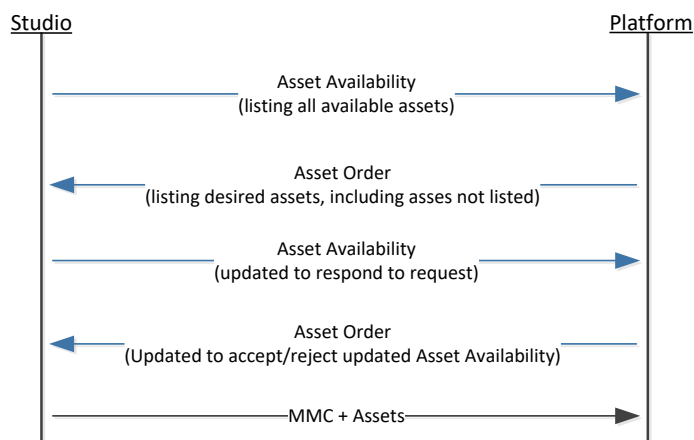 Studio
Platform
Asset Availability
(listing all available assets)
Asset Order
(listing desired assets, including asses not listed)
Asset Availability
(updated to respond to request)
Asset Order
(Updated to accept/reject updated Asset Availability)
MMC + Assets